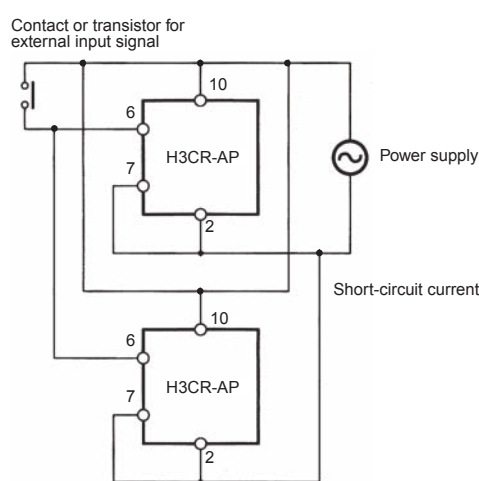 Contact or transistor for
external input signal
10
6
H3CR-AP
7
Power supply
2
Short-circuit current
10
6
H3CR-AP
7
2